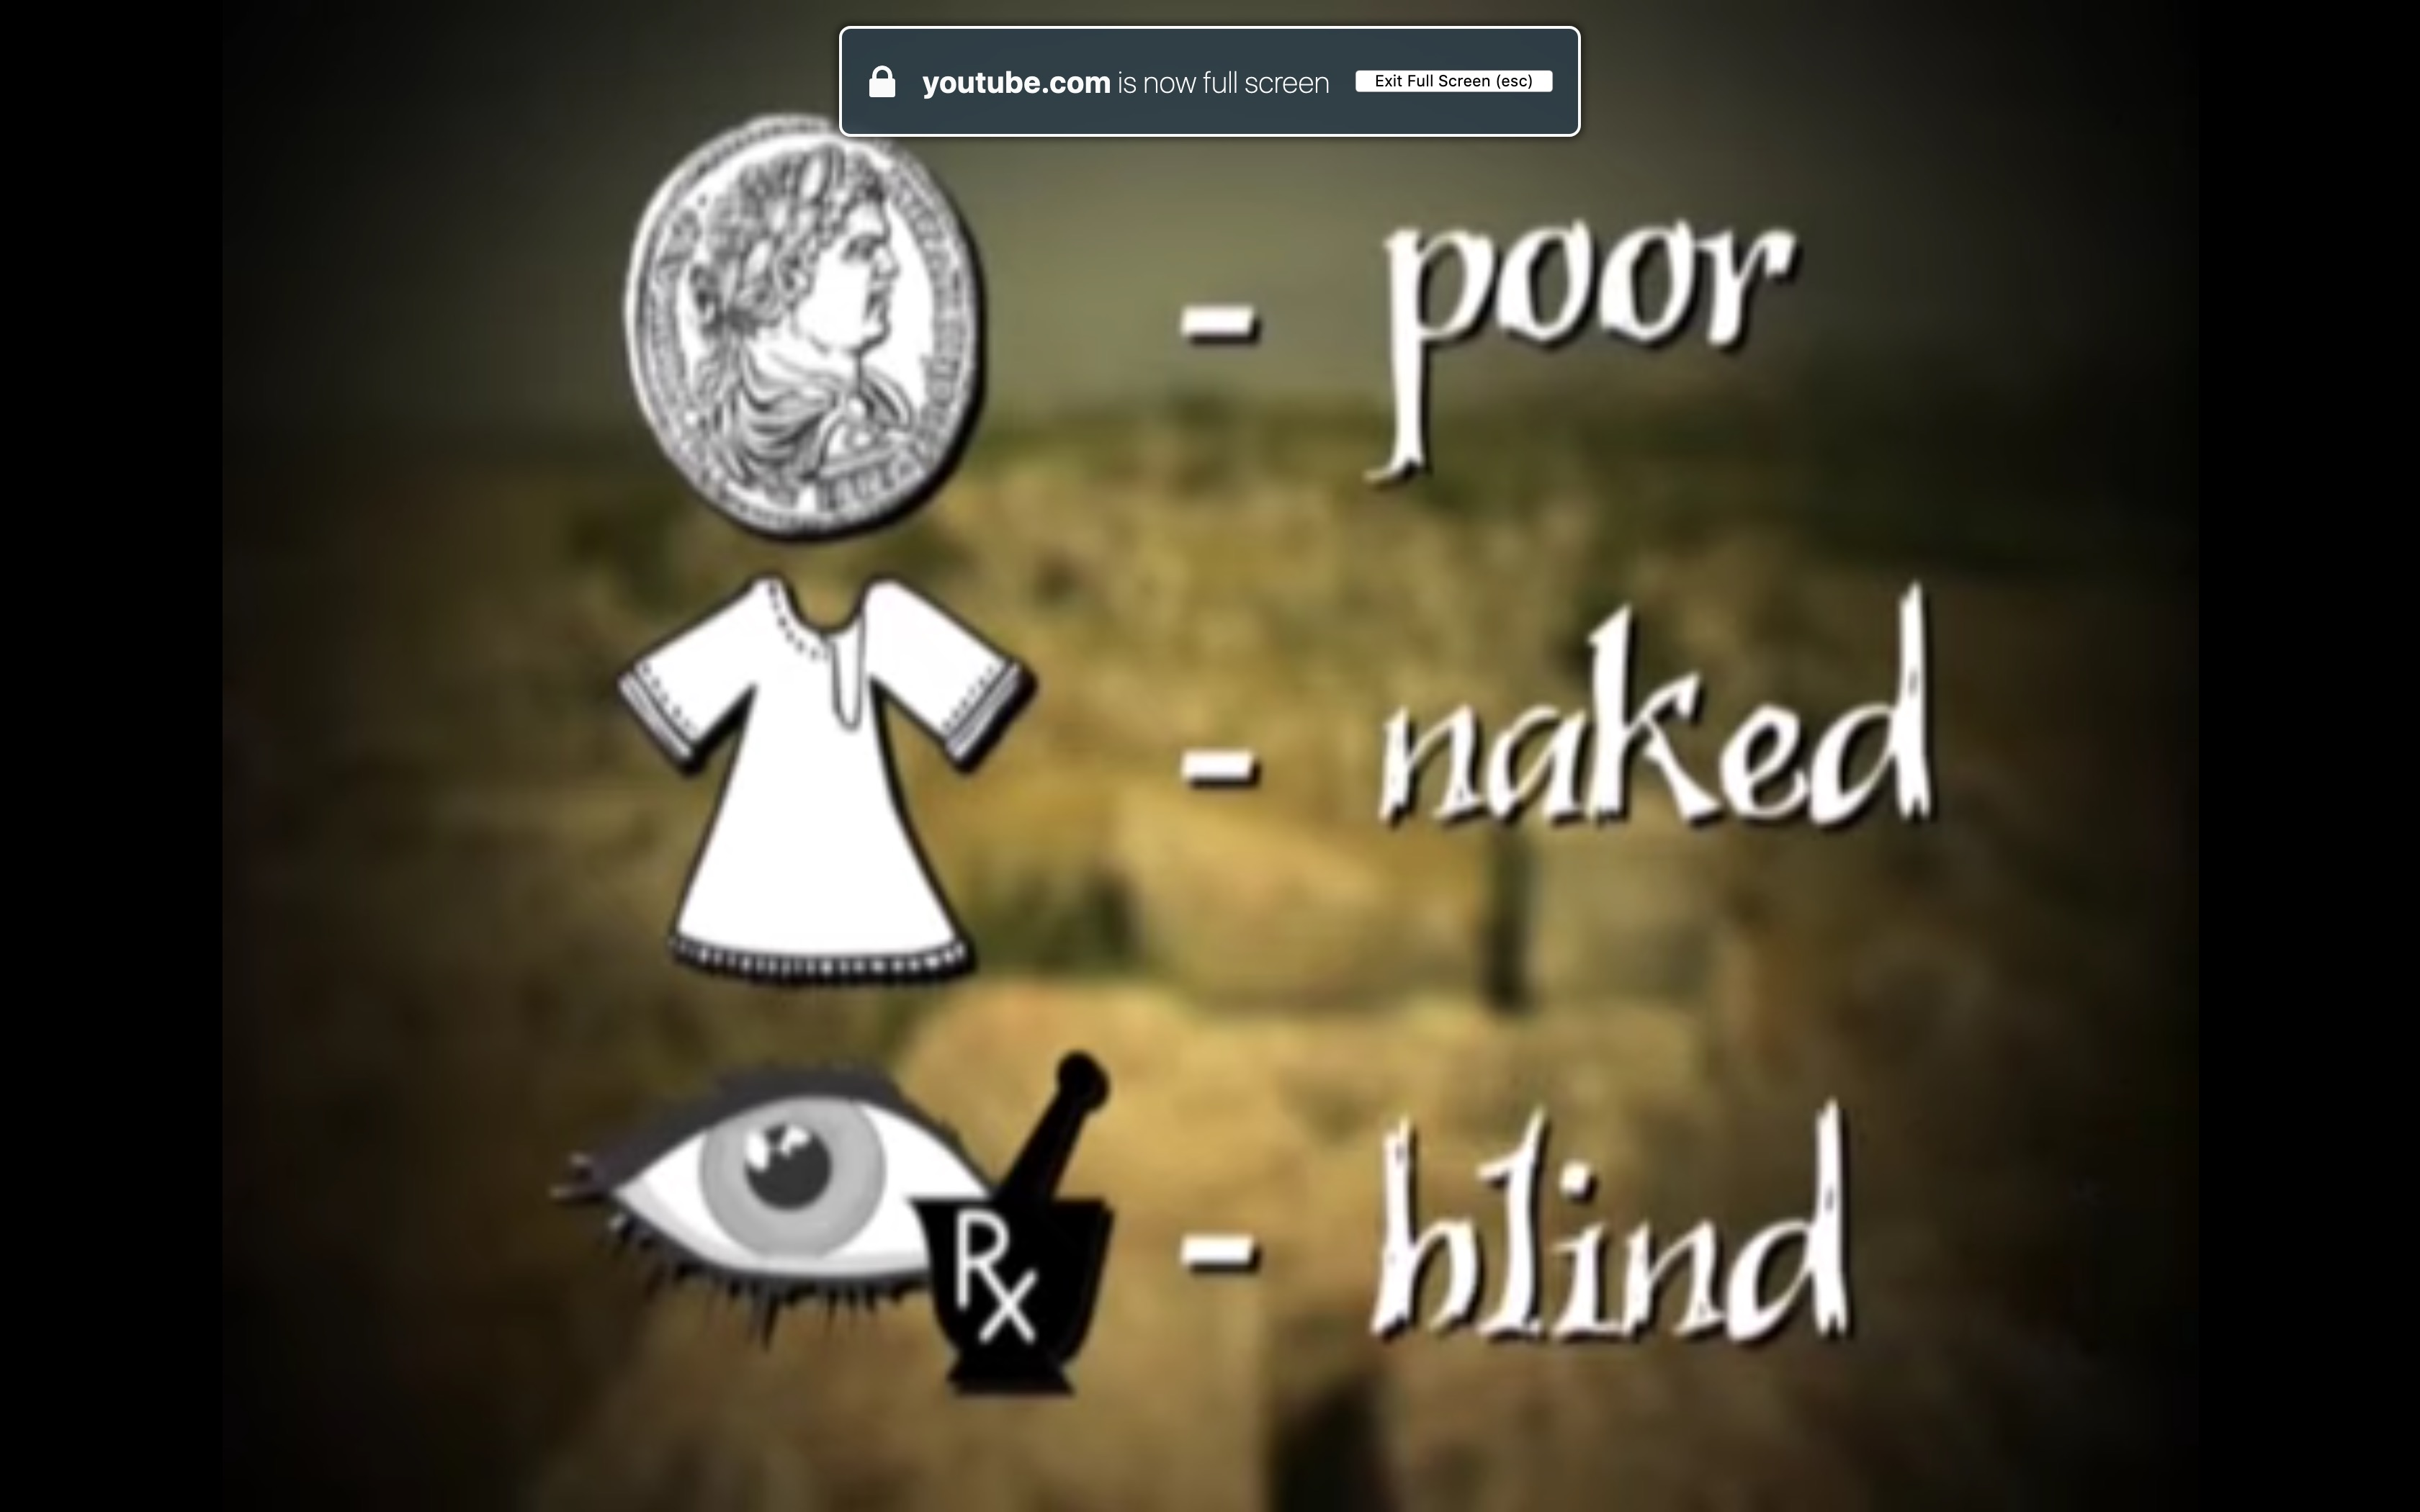 youtube.com is now full screen Exit Full Screen (esc)
- poor
- naked
Rx - blind